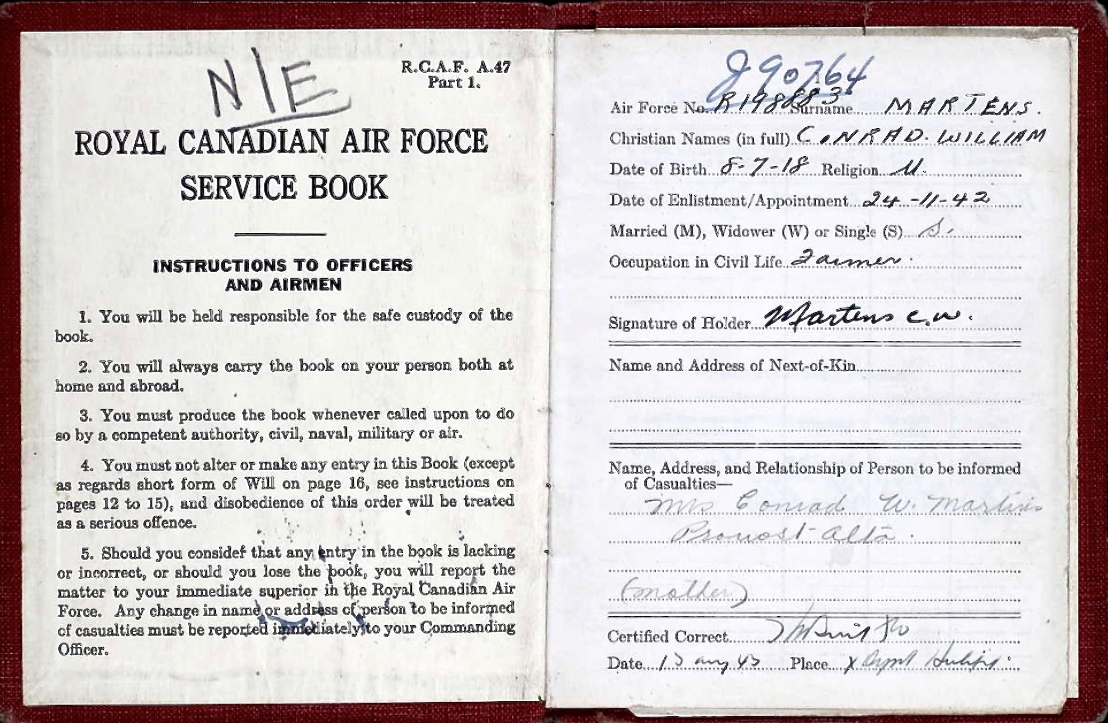 N/E
R.C.A.F. A.47
Part 1.
ROYAL CANADIAN AIR FORCE
SERVICE BOOK
INSTRUCTIONS TO OFFICERS
AND AIRMEN
1. You will be held responsible for the safe custody of the
book.
2. You will always carry the book on your person both at
home and abroad.
3. You must produce the book whenever called upon to do
so by a competent authority, civil, naval, military or air.
4. You must not alter or make any entry in this Book (except
as regards short form of Will on page 16, see instructions on
pages 12 to 15), and disobedience of this order will be treated
as a serious offence.
5. Should you consider that any entry in the book is lacking
or incorrect, or should you lose the book, you will report the
matter to your immediate superior in the Royal Canadian Air
Force. Any change in name or address of person to be informed
of casualties must be reported immediately to your Commanding
Officer.
J90764
Air Force No. R198883 Surname MARTENS.
Christian Names (in full) CONRAD. WILLIAM
Date of Birth 8-7-18 Religion U.
Date of Enlistment/Appointment 24-11-42
Married (M), Widower (W) or Single (S) S.
Occupation in Civil Life Farmer.
Signature of Holder Martens C.W.
Name and Address of Next-of-Kin
Name, Address, and Relationship of Person to be informed
of Casualties—
Mrs Conrad W. Martins
Provost Alta.
(mother)
Certified Correct
Date 13 Aug 43 Place